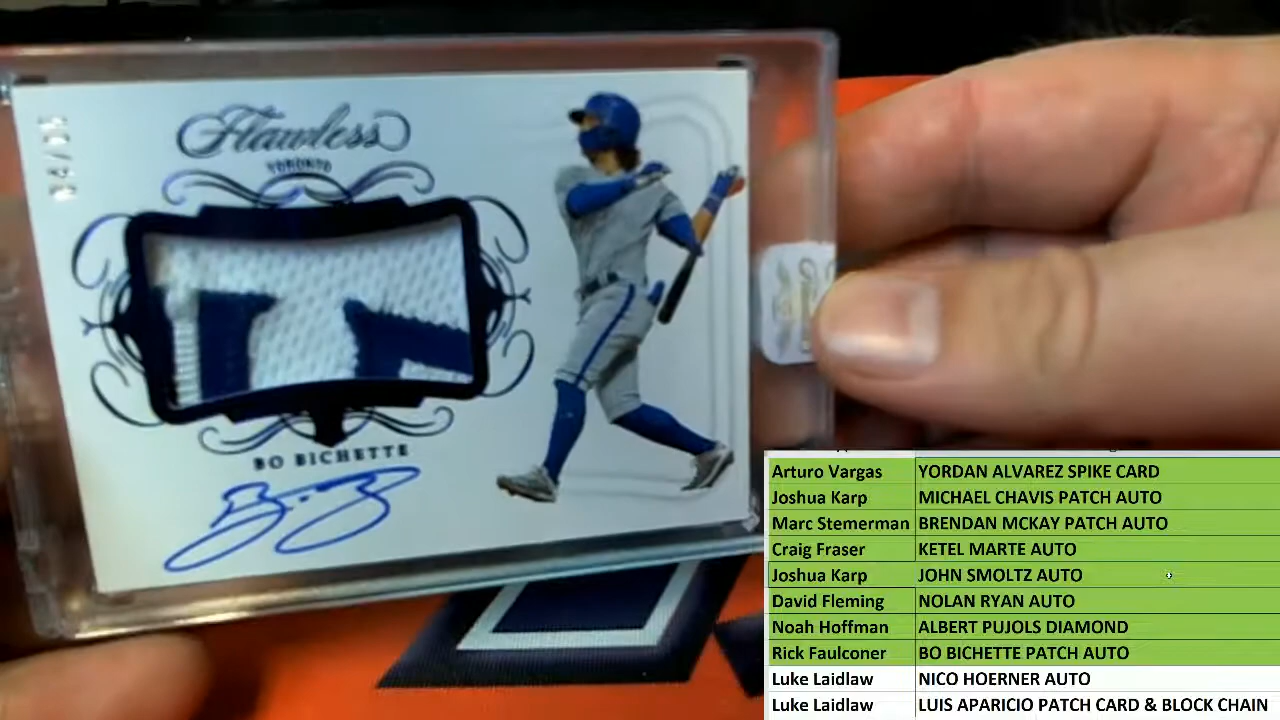 Flawless
TORONTO
BO BICHETTE
Arturo Vargas YORDAN ALVAREZ SPIKE CARD
Joshua Karp MICHAEL CHAVIS PATCH AUTO
Marc Stemerman BRENDAN MCKAY PATCH AUTO
Craig Fraser KETEL MARTE AUTO
Joshua Karp JOHN SMOLTZ AUTO
David Fleming NOLAN RYAN AUTO
Noah Hoffman ALBERT PUJOLS DIAMOND
Rick Faulconer BO BICHETTE PATCH AUTO
Luke Laidlaw NICO HOERNER AUTO
Luke Laidlaw LUIS APARICIO PATCH CARD & BLOCK CHAIN